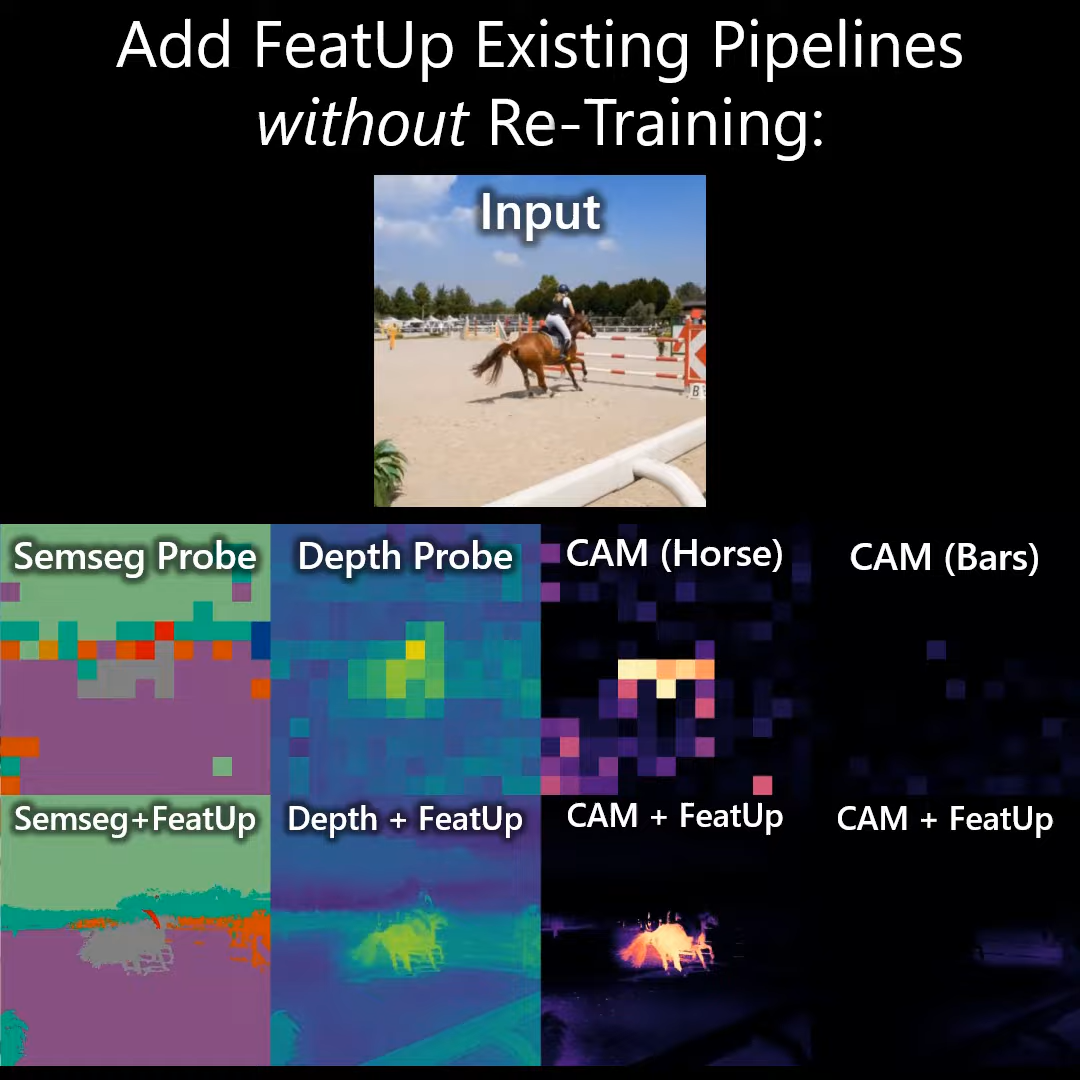 Add FeatUp Existing Pipelines
without Re-Training:
Input
Semseg Probe
Depth Probe
CAM (Horse)
CAM (Bars)
Semseg+FeatUp
Depth + FeatUp
CAM + FeatUp
CAM + FeatUp
B